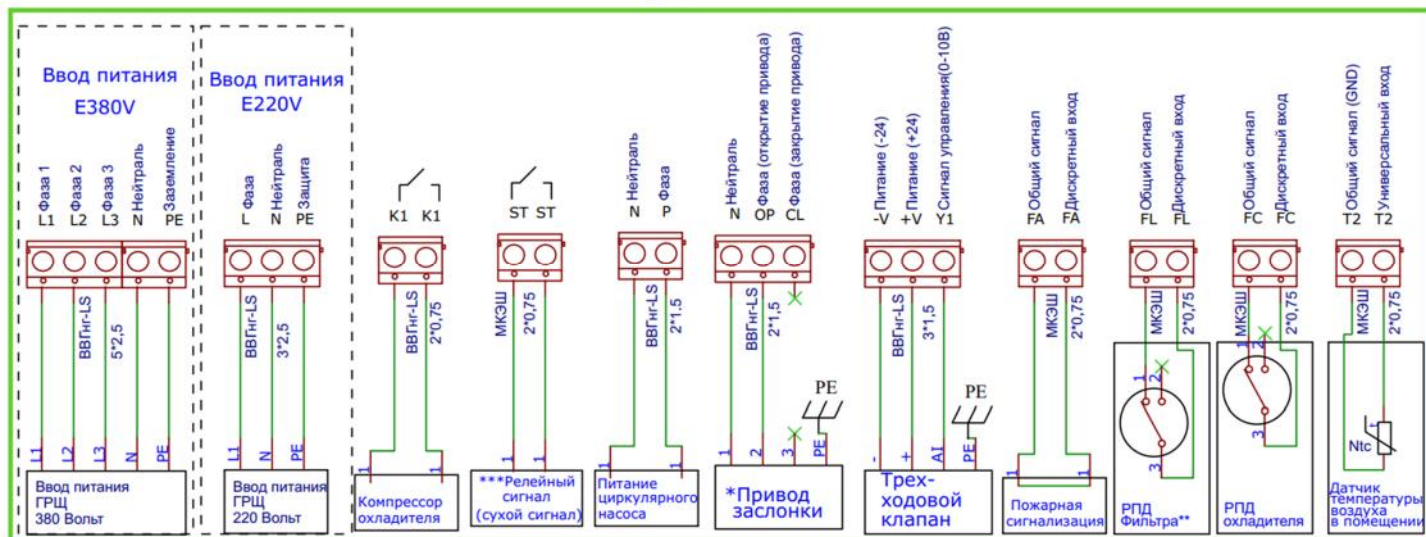 Ввод питания
E380V
Фаза 1
Фаза 2
Фаза 3
Нейтраль
Заземление
L1 L2 L3 N PE
ВВГнг-LS
5*2,5
L1 L2 L3 N PE
Ввод питания
ГРЩ
380 Вольт
Ввод питания
E220V
Фаза
Нейтраль
Защита
L N PE
ВВГнг-LS
3*2,5
L1 N PE
Ввод питания
ГРЩ
220 Вольт
K1 K1
ВВГнг-LS
2*0,75
1 1
Компрессор
охладителя
ST ST
МКЭШ
2*0,75
1 1
***Релейный
сигнал
(сухой сигнал)
Нейтраль
Фаза
N P
ВВГнг-LS
2*1.5
1 1
Питание
циркулярного
насоса
Нейтраль
Фаза (открытие привода)
Фаза (закрытие привода)
N OP CL
ВВГнг-LS
2*1,5
PE
1 2 3 PE
*Привод
заслонки
Питание (-24)
Питание (+24)
Сигнал управления(0-10В)
-V +V Y1
ВВГнг-LS
3*1,5
PE
- + AI PE
Трех-
ходовой
клапан
Общий сигнал
Дискретный вход
FA FA
МКЭШ
2*0,75
1 1
Пожарная
сигнализация
Общий сигнал
Дискретный вход
FL FL
МКЭШ
2*0,75
1 2
3
РПД
Фильтра**
Общий сигнал
Дискретный вход
FC FC
МКЭШ
2*0,75
1 2
3
РПД
охладителя
Общий сигнал (GND)
Универсальный вход
T2 T2
МКЭШ
2*0,75
Ntc
Датчик
температуры
воздуха
в помещении